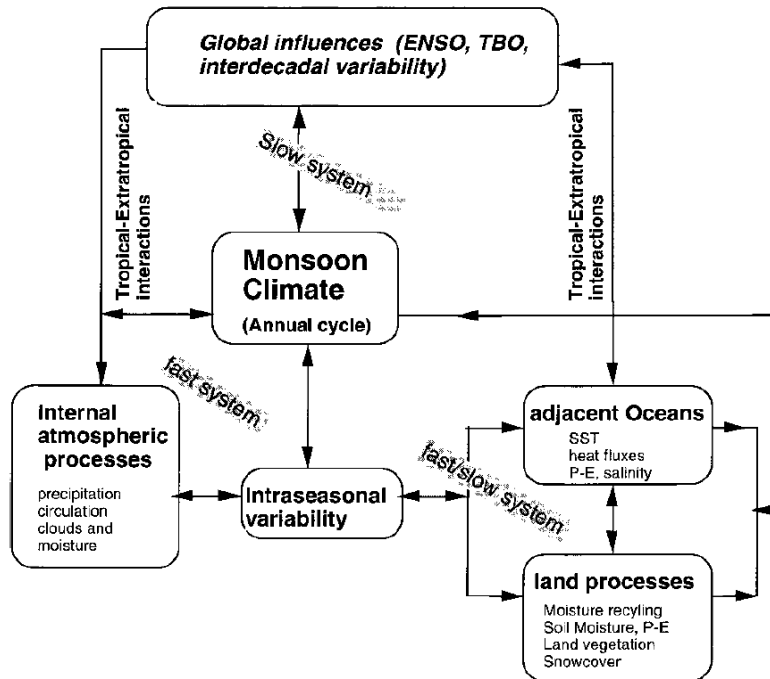 Global influences (ENSO, TBO,
interdecadal variability)
Slow system
Tropical-Extratropical
interactions
Tropical-Extratropical
interactions
Monsoon
Climate
(Annual cycle)
fast system
Internal
atmospheric
processes
precipitation
circulation
clouds and
moisture
Intraseasonal
variability
fast/slow system
adjacent Oceans
SST
heat fluxes
P-E, salinity
land processes
Moisture recyling
Soil Moisture, P-E
Land vegetation
Snowcover